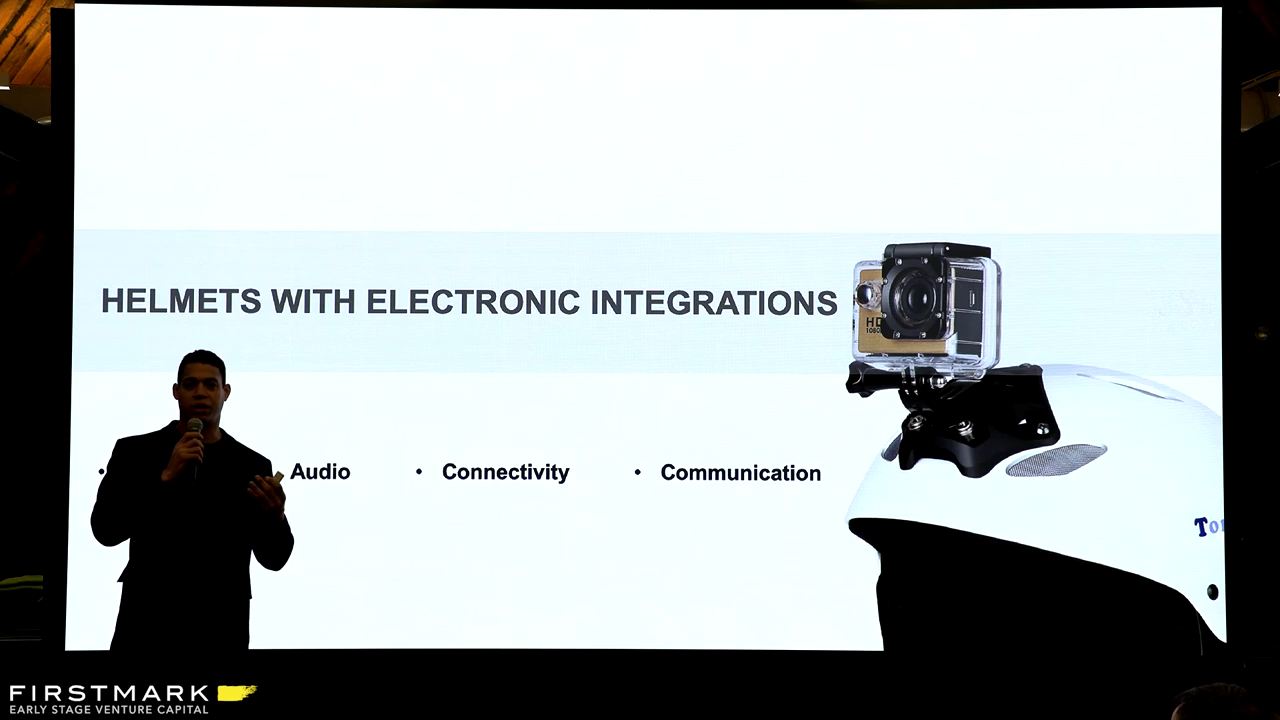 HELMETS WITH ELECTRONIC INTEGRATIONS
HD
1080
• Audio
• Connectivity
• Communication
FIRSTMARK
EARLY STAGE VENTURE CAPITAL